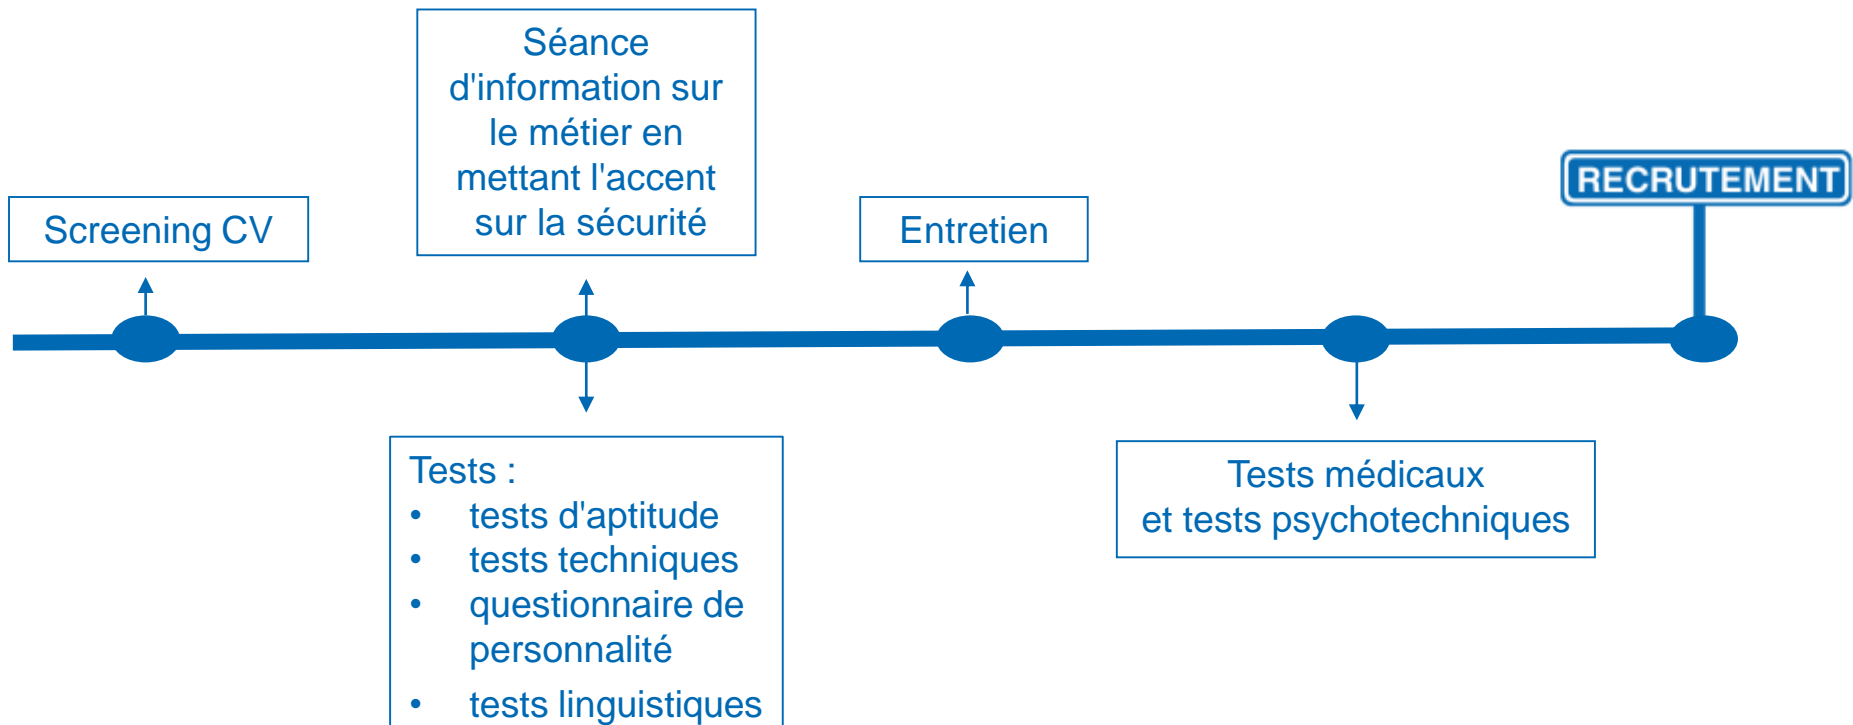 Screening CV
Séance
d'information sur
le métier en
mettant l'accent
sur la sécurité
Entretien
RECRUTEMENT
Tests :
• tests d'aptitude
• tests techniques
• questionnaire de
personnalité
• tests linguistiques
Tests médicaux
et tests psychotechniques